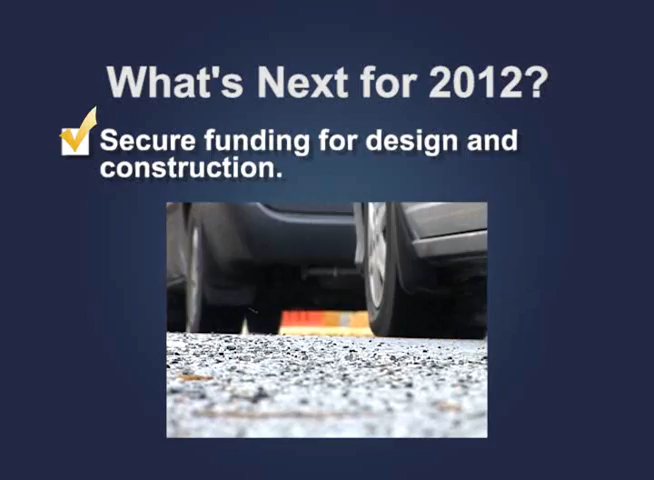 What's Next for 2012?
Secure funding for design and
construction.